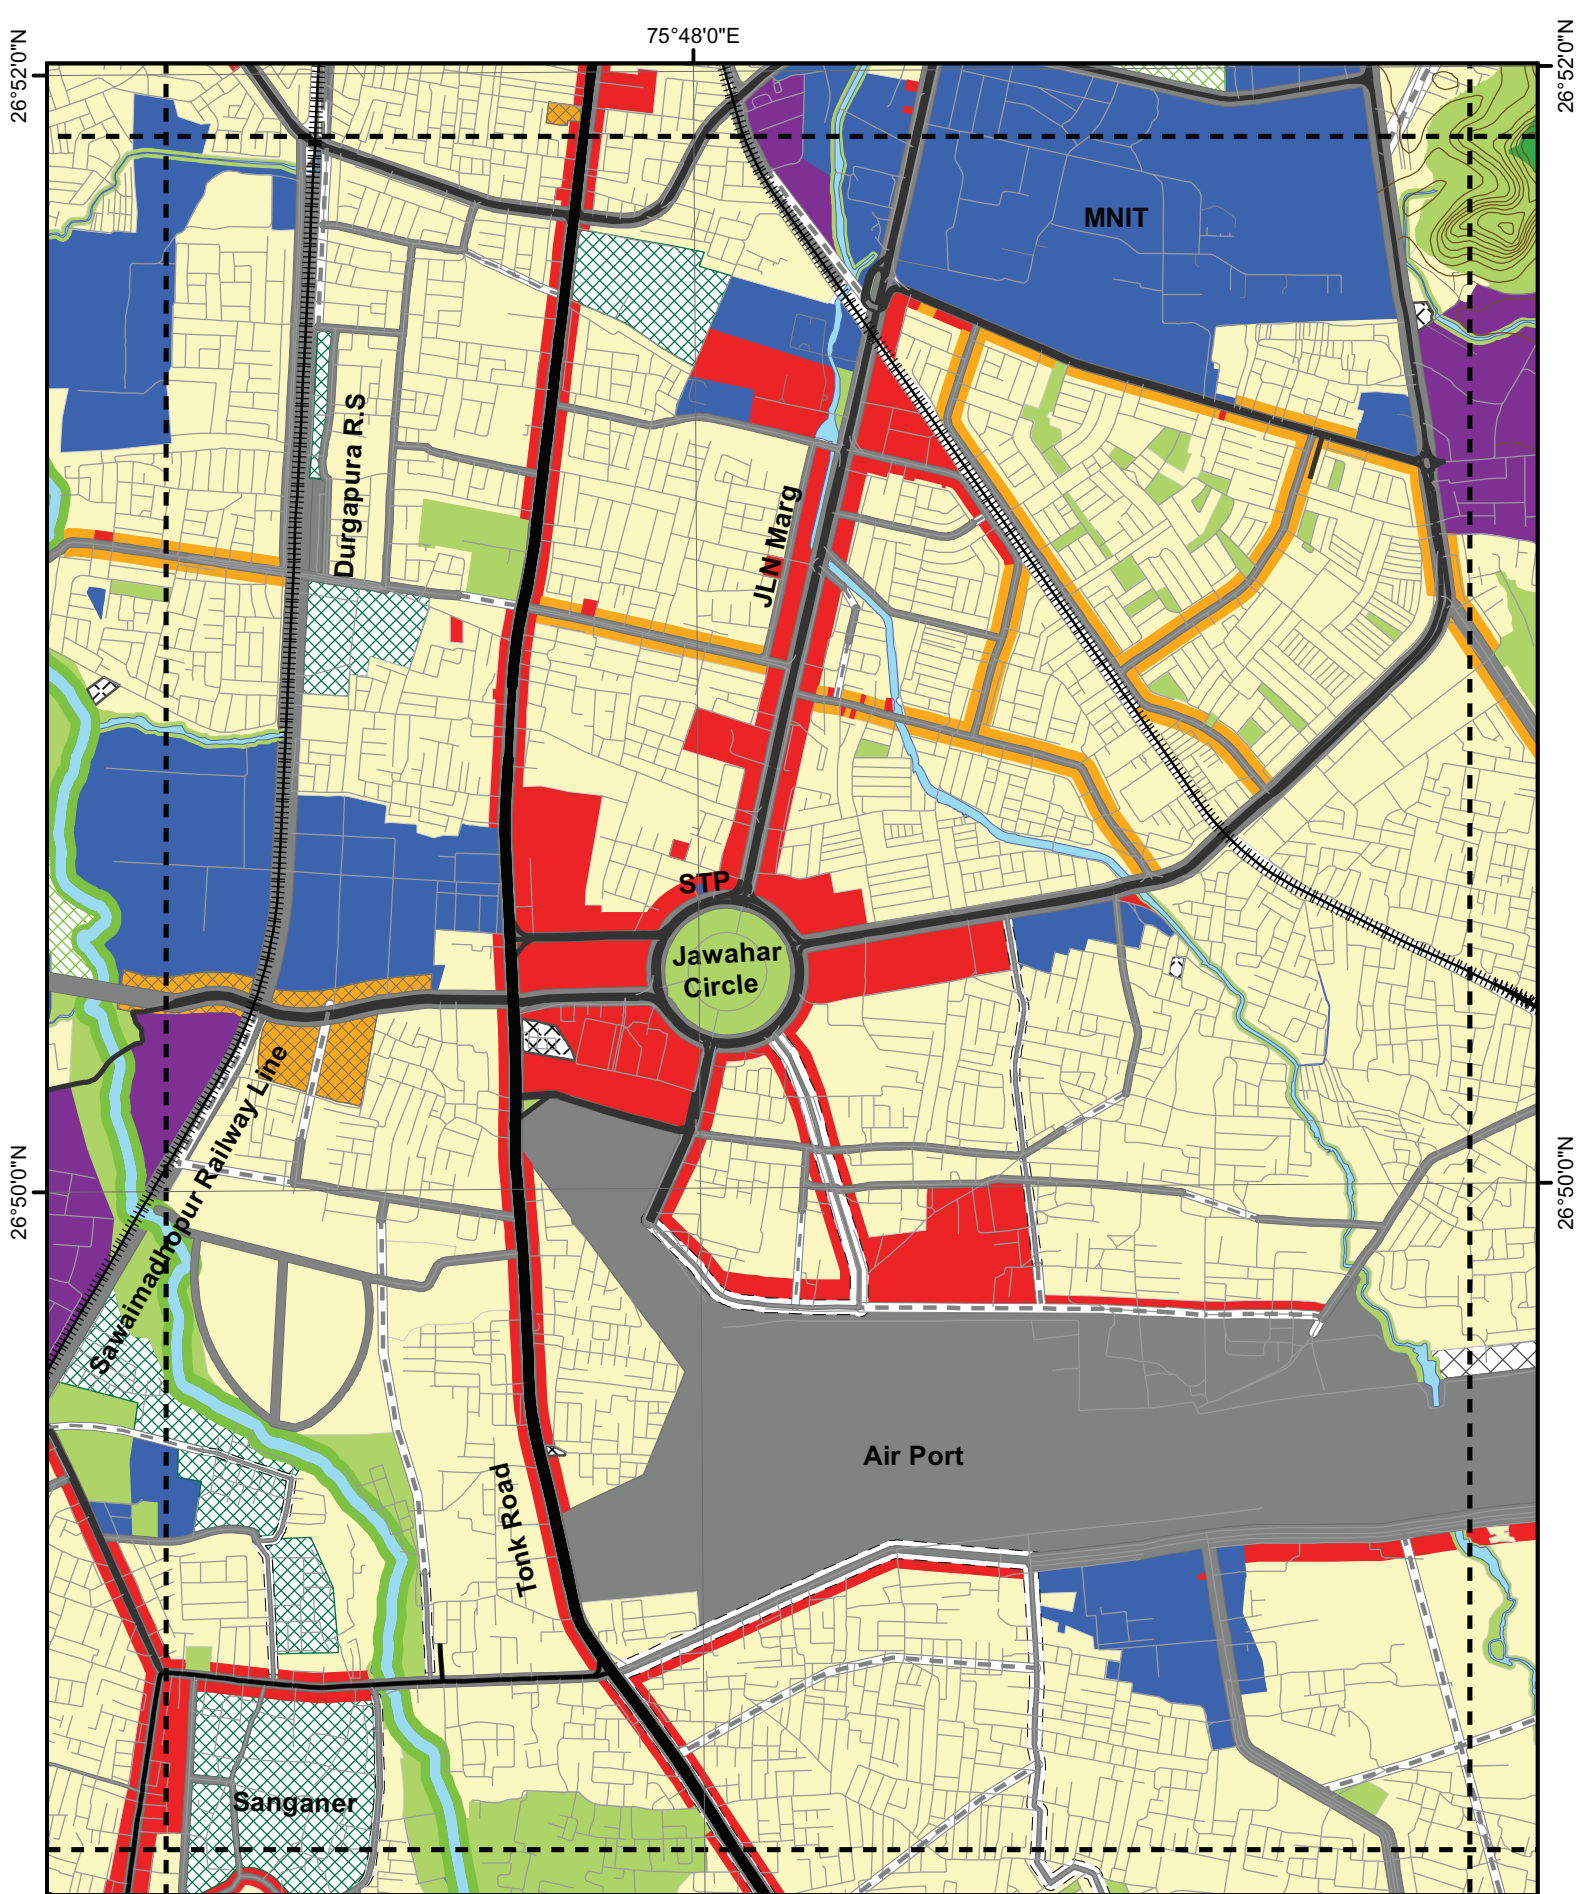 75°48'0"E
26°52'0"N
26°52'0"N
MNIT
Durgapura R.S
JLN Marg
STP
Jawahar
Circle
Sawaimadhopur Railway Line
26°50'0"N
26°50'0"N
Air Port
Tonk Road
Sanganer